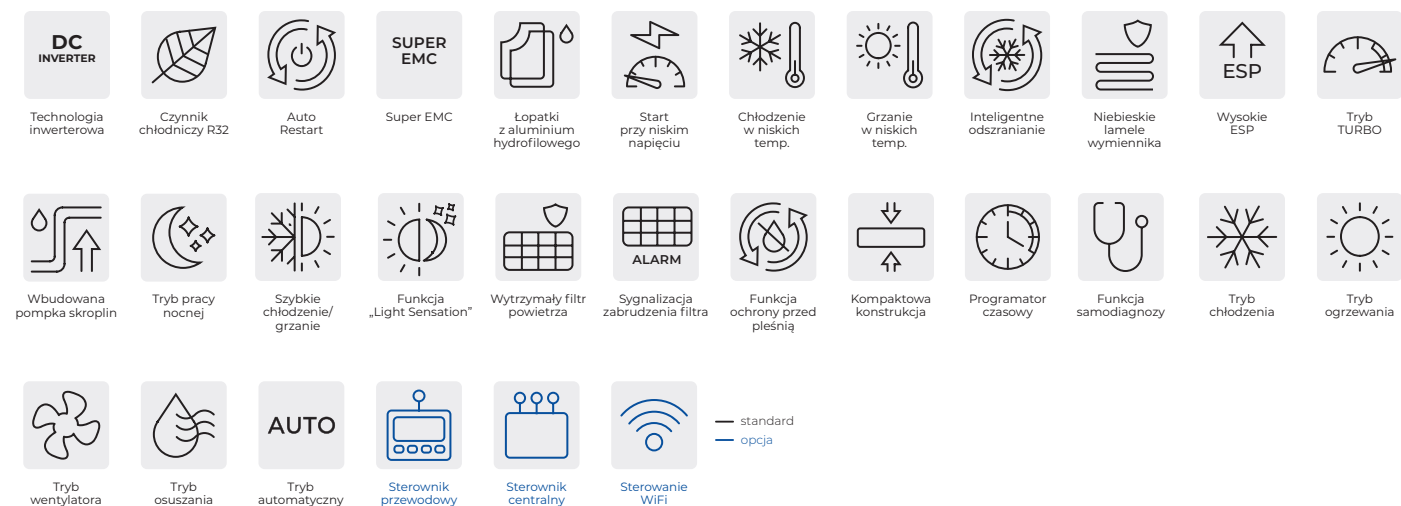 DC
INVERTER
SUPER
EMC
ESP
Technologia
inwerterowa
Czynnik
chłodniczy R32
Auto
Restart
Super EMC
Łopatki
z aluminium
hydrofilowego
Start
przy niskim
napięciu
Chłodzenie
w niskich
temp.
Grzanie
w niskich
temp.
Inteligentne
odszranianie
Niebieskie
lamele
wymiennika
Wysokie
ESP
Tryb
TURBO
ALARM
Wbudowana
pompka skroplin
Tryb pracy
nocnej
Szybkie
chłodzenie/
grzanie
Funkcja
„Light Sensation”
Wytrzymały filtr
powietrza
Sygnalizacja
zabrudzenia filtra
Funkcja
ochrony przed
pleśnią
Kompaktowa
konstrukcja
Programator
czasowy
Funkcja
samodiagnozy
Tryb
chłodzenia
Tryb
ogrzewania
AUTO
standard
opcja
Tryb
wentylatora
Tryb
osuszania
Tryb
automatyczny
Sterownik
przewodowy
Sterownik
centralny
Sterowanie
WiFi